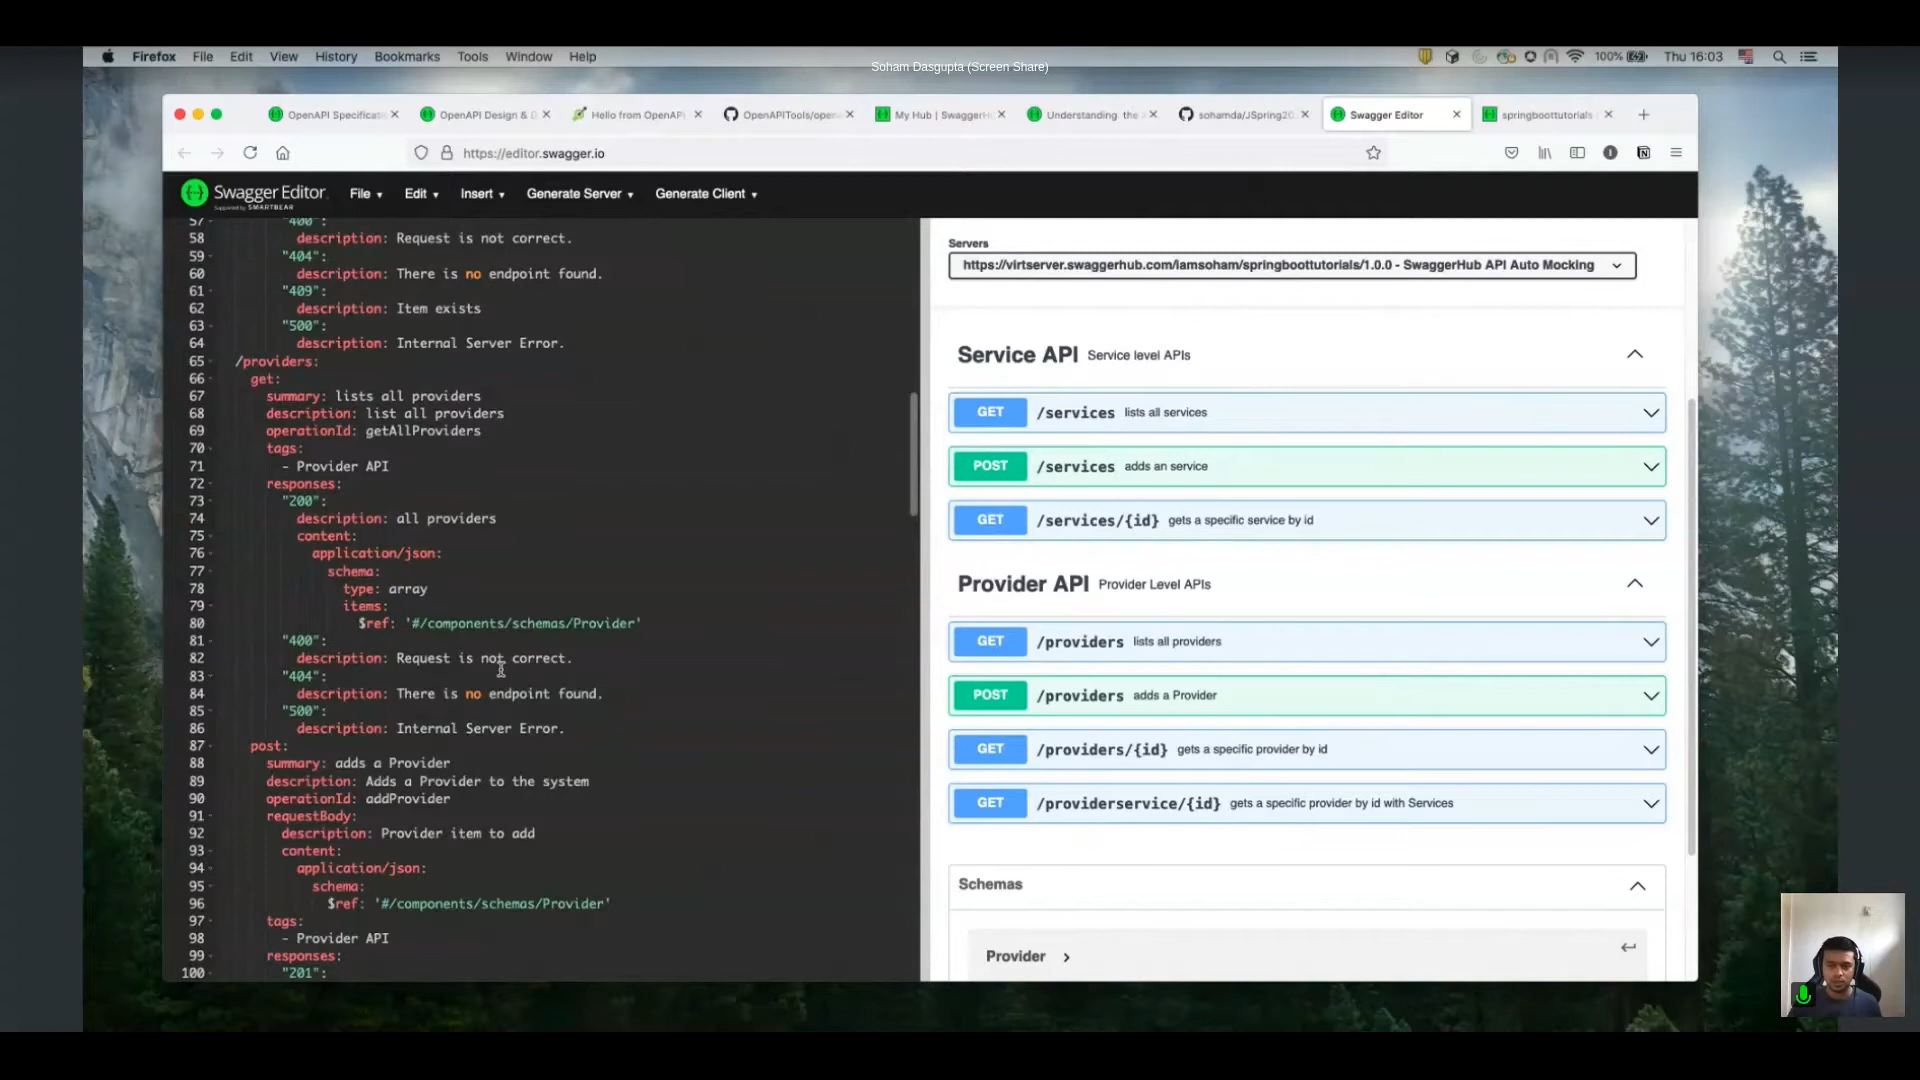 Firefox File Edit View History Bookmarks Tools Window Help
100% Thu 16:03
Soham Dasgupta (Screen Share)
OpenAPI Specificat
OpenAPI Design & D
Hello from OpenAPI
OpenAPITools/open
My Hub | SwaggerH
Understanding the
sohamda/JSpring20
Swagger Editor
springboottutorials
https://editor.swagger.io
Swagger Editor File Edit Insert Generate Server Generate Client
Supported by SMARTBEAR
57 "400":
58 description: Request is not correct.
59 "404":
60 description: There is no endpoint found.
61 "409":
62 description: Item exists
63 "500":
64 description: Internal Server Error.
65 /providers:
66 get:
67 summary: lists all providers
68 description: list all providers
69 operationId: getAllProviders
70 tags:
71 - Provider API
72 responses:
73 "200":
74 description: all providers
75 content:
76 application/json:
77 schema:
78 type: array
79 items:
80 $ref: '#/components/schemas/Provider'
81 "400":
82 description: Request is not correct.
83 "404":
84 description: There is no endpoint found.
85 "500":
86 description: Internal Server Error.
87 post:
88 summary: adds a Provider
89 description: Adds a Provider to the system
90 operationId: addProvider
91 requestBody:
92 description: Provider item to add
93 content:
94 application/json:
95 schema:
96 $ref: '#/components/schemas/Provider'
97 tags:
98 - Provider API
99 responses:
100 "201":
Servers
https://virtserver.swaggerhub.com/iamsoham/springboottutorials/1.0.0 - SwaggerHub API Auto Mocking
Service API Service level APIs
GET /services lists all services
POST /services adds an service
GET /services/{id} gets a specific service by id
Provider API Provider Level APIs
GET /providers lists all providers
POST /providers adds a Provider
GET /providers/{id} gets a specific provider by id
GET /providerservice/{id} gets a specific provider by id with Services
Schemas
Provider